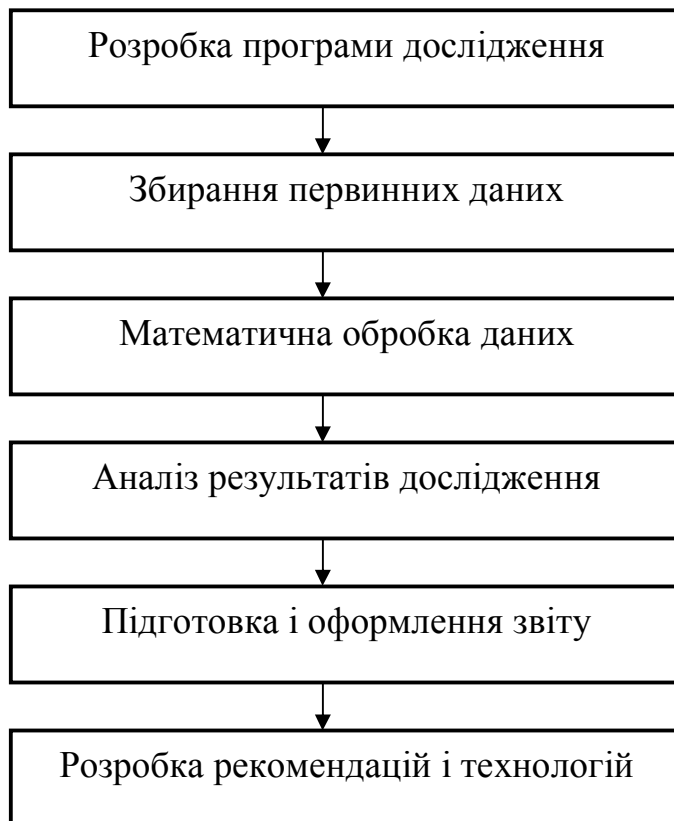 Розробка програми дослідження
Збирання первинних даних
Математична обробка даних
Аналіз результатів дослідження
Підготовка і оформлення звіту
Розробка рекомендацій і технологій